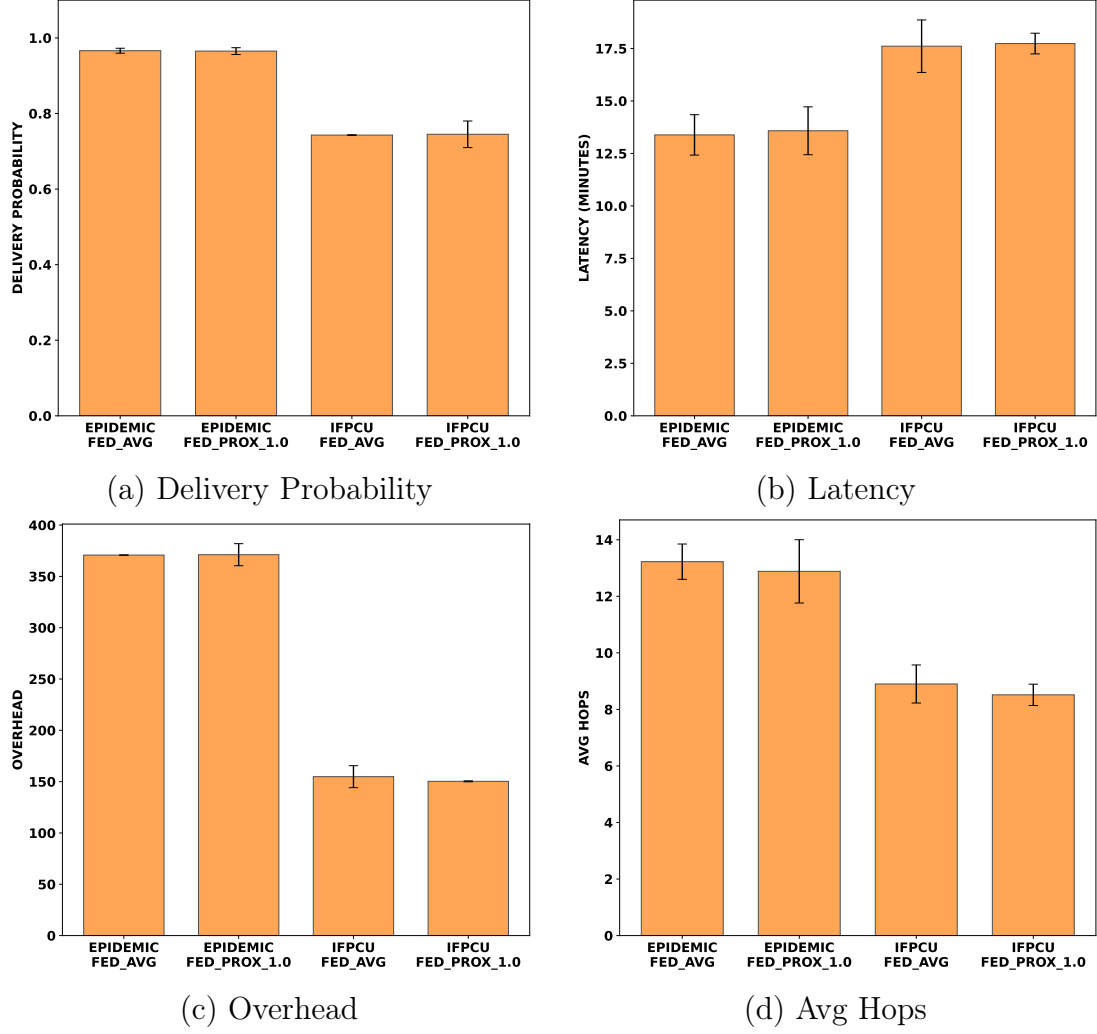 1.0
0.8
0.6
0.4
0.2
0.0
DELIVERY PROBABILITY
EPIDEMIC
FED_AVG
EPIDEMIC
FED_PROX_1.0
IFPCU
FED_AVG
IFPCU
FED_PROX_1.0
(a) Delivery Probability
17.5
15.0
12.5
10.0
7.5
5.0
2.5
0.0
LATENCY (MINUTES)
EPIDEMIC
FED_AVG
EPIDEMIC
FED_PROX_1.0
IFPCU
FED_AVG
IFPCU
FED_PROX_1.0
(b) Latency
400
350
300
250
200
150
100
50
0
OVERHEAD
EPIDEMIC
FED_AVG
EPIDEMIC
FED_PROX_1.0
IFPCU
FED_AVG
IFPCU
FED_PROX_1.0
(c) Overhead
14
12
10
8
6
4
2
0
AVG HOPS
EPIDEMIC
FED_AVG
EPIDEMIC
FED_PROX_1.0
IFPCU
FED_AVG
IFPCU
FED_PROX_1.0
(d) Avg Hops